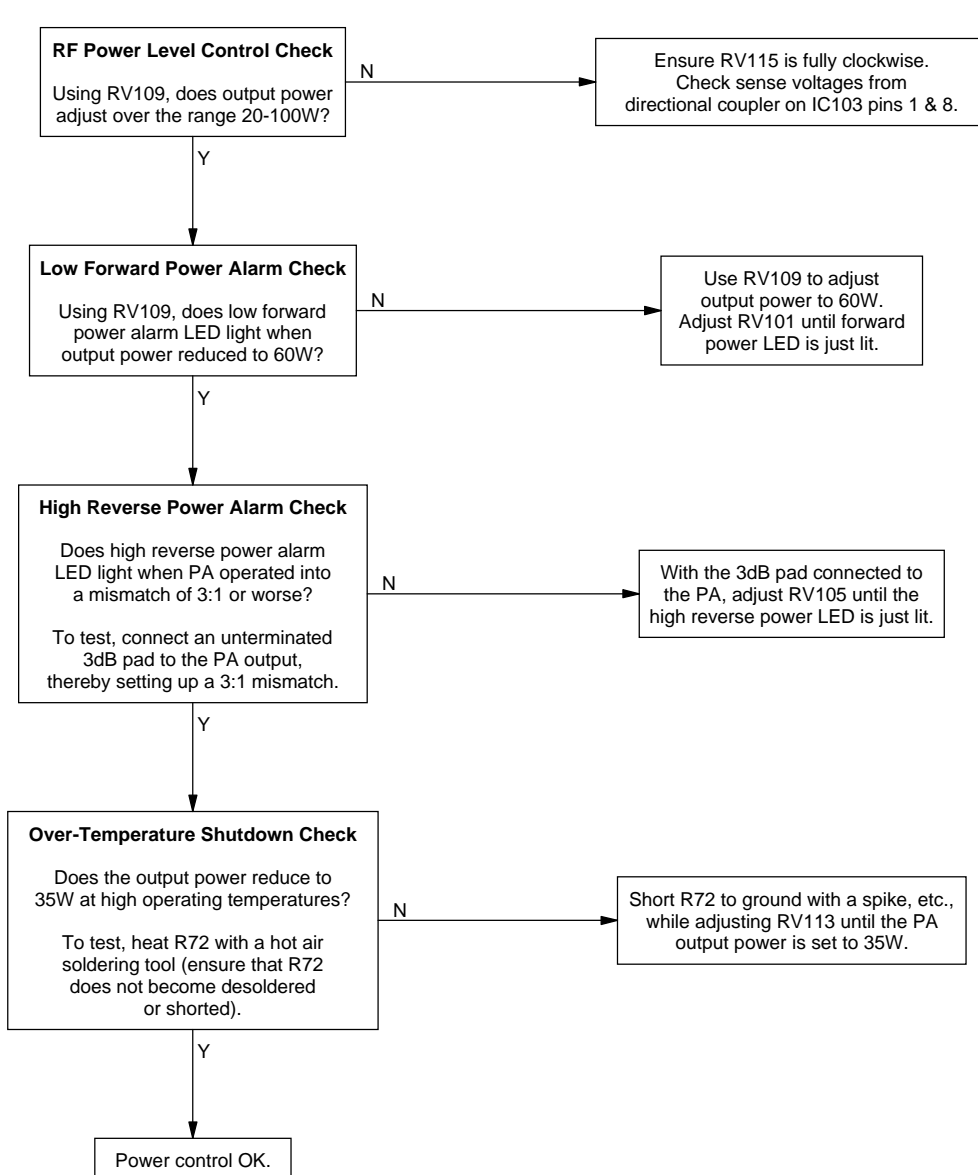 RF Power Level Control Check
Using RV109, does output power
adjust over the range 20-100W?
N
Ensure RV115 is fully clockwise.
Check sense voltages from
directional coupler on IC103 pins 1 & 8.
Y
Low Forward Power Alarm Check
Using RV109, does low forward
power alarm LED light when
output power reduced to 60W?
N
Use RV109 to adjust
output power to 60W.
Adjust RV101 until forward
power LED is just lit.
Y
High Reverse Power Alarm Check
Does high reverse power alarm
LED light when PA operated into
a mismatch of 3:1 or worse?
To test, connect an unterminated
3dB pad to the PA output,
thereby setting up a 3:1 mismatch.
N
With the 3dB pad connected to
the PA, adjust RV105 until the
high reverse power LED is just lit.
Y
Over-Temperature Shutdown Check
Does the output power reduce to
35W at high operating temperatures?
To test, heat R72 with a hot air
soldering tool (ensure that R72
does not become desoldered
or shorted).
N
Short R72 to ground with a spike, etc.,
while adjusting RV113 until the PA
output power is set to 35W.
Y
Power control OK.